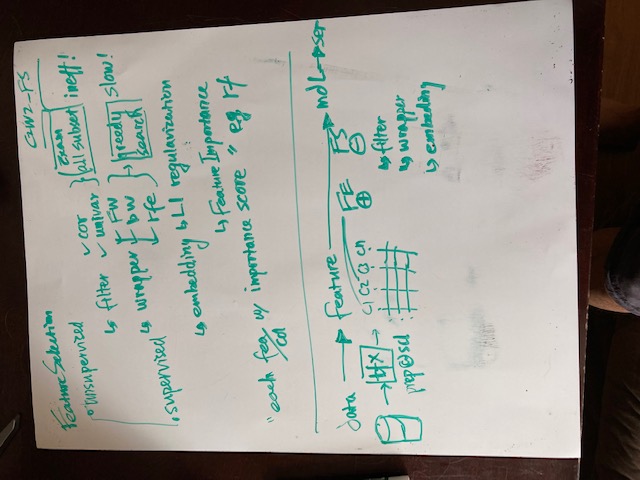 C2W2_FS
Feature Selection
unsupervised
filter
cor
univar
Exam
all subset
ineff!
supervised
wrapper
FW
bw
rfe
greedy
search
slow!
embedding
L1 regularization
Feature Importance
"each fea/col w/ importance score" eg rf
data
feature
mdL
ser
tfx
C1 C2 C3 Cn
FE
FS
prep@scl
+
-
filter
wrapper
embeding